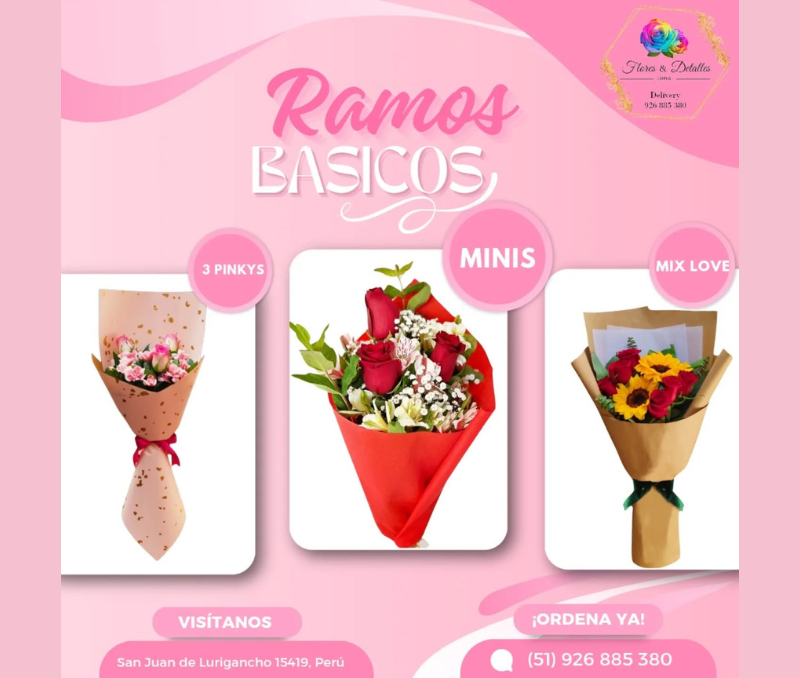 Flores & Detalles
Delivery
926 885 380
Ramos
BASICOS
3 PINKYS
MINIS
MIX LOVE
VISÍTANOS
¡ORDENA YA!
San Juan de Lurigancho 15419, Perú
(51) 926 885 380